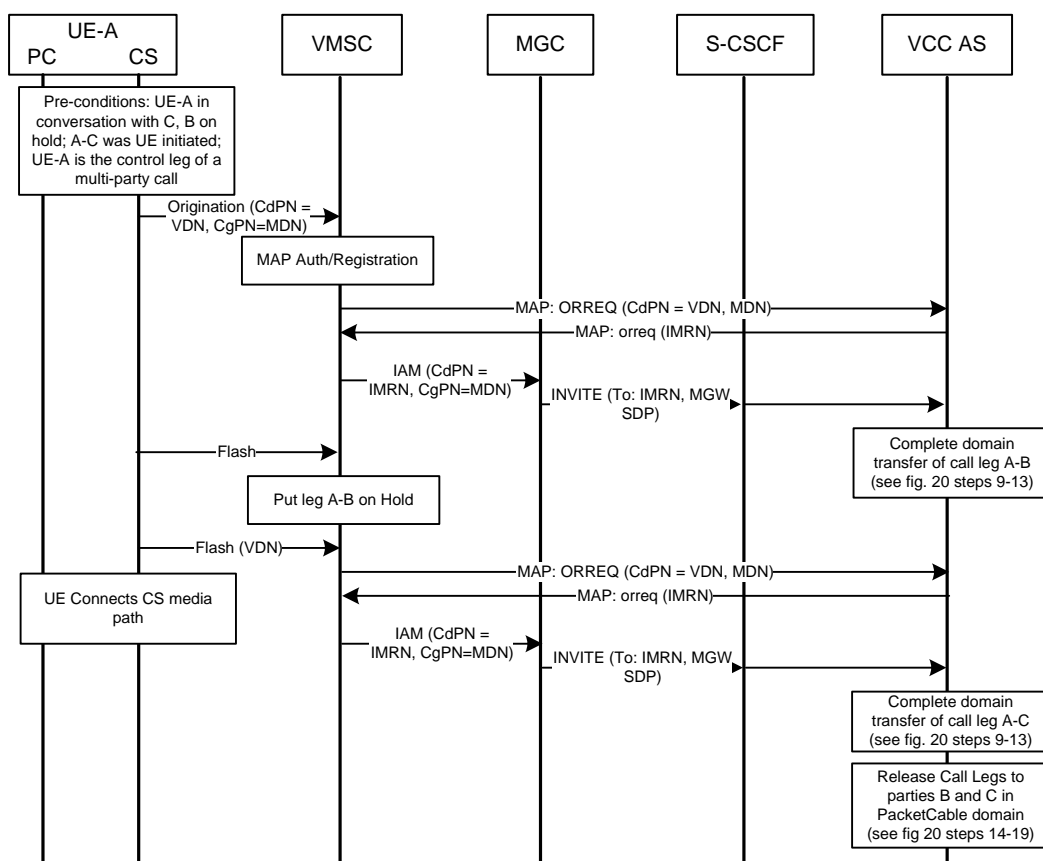 UE-A
PC CS
VMSC
MGC
S-CSCF
VCC AS
Pre-conditions: UE-A in
conversation with C, B on
hold; A-C was UE initiated;
UE-A is the control leg of a
multi-party call
Origination (CdPN =
VDN, CgPN=MDN)
MAP Auth/Registration
MAP: ORREQ (CdPN = VDN, MDN)
MAP: orreq (IMRN)
IAM (CdPN =
IMRN, CgPN=MDN)
INVITE (To: IMRN, MGW
SDP)
Complete domain
transfer of call leg A-B
(see fig. 20 steps 9-13)
Flash
Put leg A-B on Hold
Flash (VDN)
MAP: ORREQ (CdPN = VDN, MDN)
UE Connects CS media
path
MAP: orreq (IMRN)
IAM (CdPN =
IMRN, CgPN=MDN)
INVITE (To: IMRN, MGW
SDP)
Complete domain
transfer of call leg A-C
(see fig. 20 steps 9-13)
Release Call Legs to
parties B and C in
PacketCable domain
(see fig 20 steps 14-19)